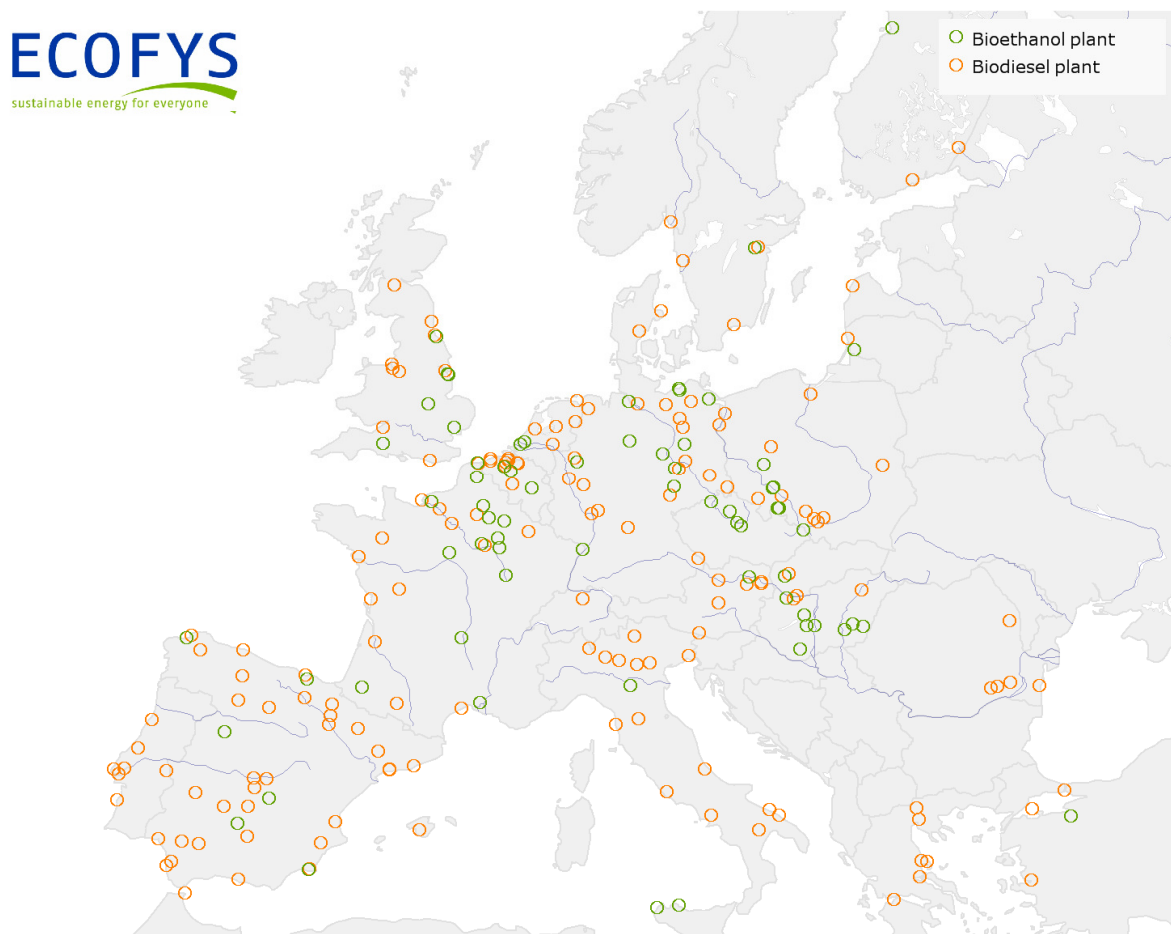 ECOFYS
sustainable energy for everyone
Bioethanol plant
Biodiesel plant